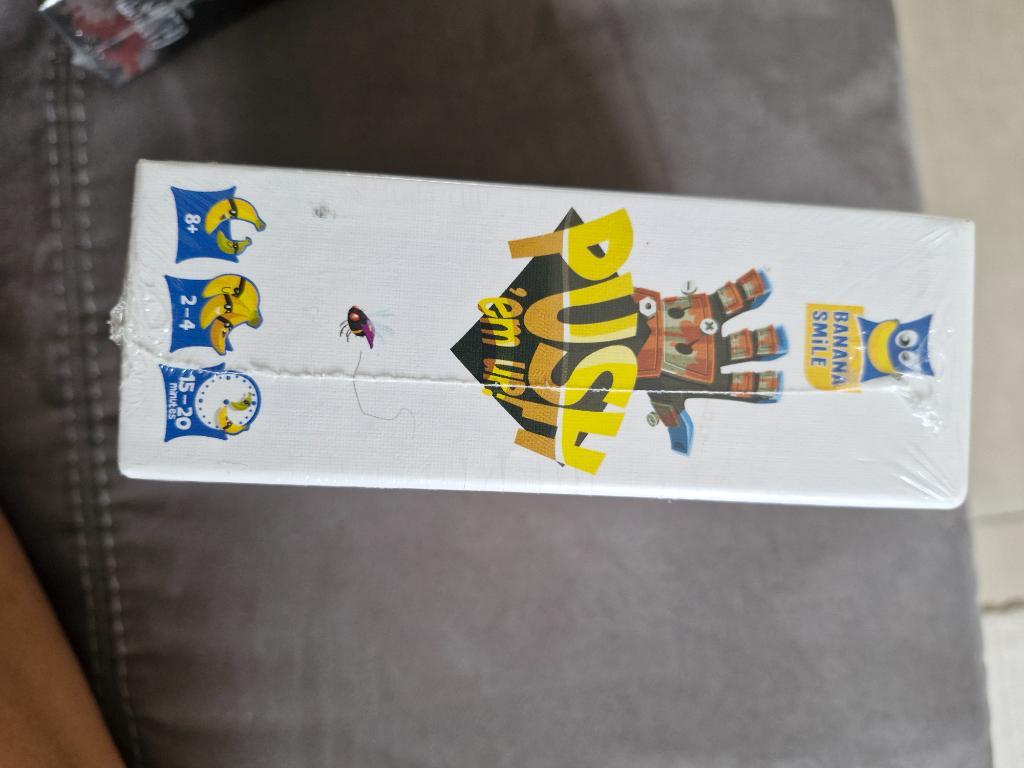 BANANA
SMiLE
PUSH
'em UP!
8+
2-4
15-20
minutes